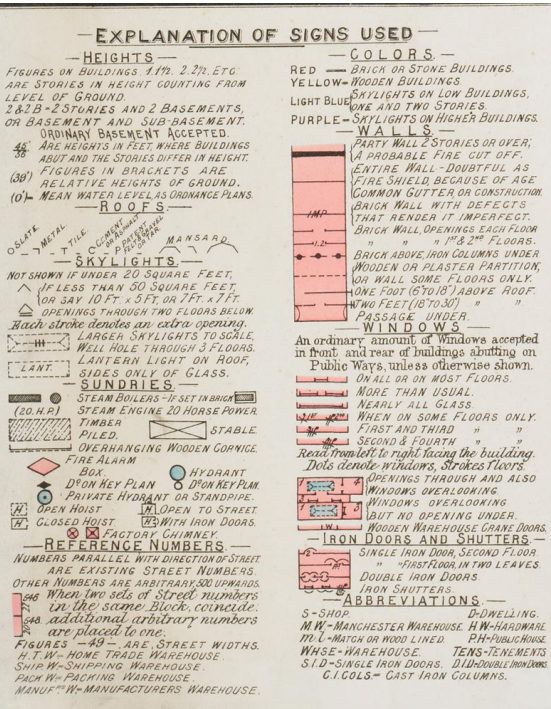 EXPLANATION OF SIGNS USED
HEIGHTS
FIGURES ON BUILDINGS. 1. 1½. 2. 2½. ETC
ARE STORIES IN HEIGHT COUNTING FROM
LEVEL OF GROUND.
2 & 2 B = 2 STORIES AND 2 BASEMENTS,
OR BASEMENT AND SUB-BASEMENT.
ORDINARY BASEMENT ACCEPTED.
ARE HEIGHTS IN FEET, WHERE BUILDINGS
ABUT AND THE STORIES DIFFER IN HEIGHT.
(39') FIGURES IN BRACKETS ARE
RELATIVE HEIGHTS OF GROUND.
(0')= MEAN WATER LEVEL, AS ORDNANCE PLANS.
ROOFS
O SLATE METAL TILE CEMENT OR ASPHALT P PATENT FELT, GRAVEL MANSARD
SKYLIGHTS
NOT SHOWN IF UNDER 20 SQUARE FEET,
IF LESS THAN 50 SQUARE FEET,
OR SAY 10 FT. x 5 FT, OR 7 FT. x 7 FT.
OPENINGS THROUGH TWO FLOORS BELOW.
Each stroke denotes an extra opening.
LARGER SKYLIGHTS TO SCALE,
WELL HOLE THROUGH 3 FLOORS.
LANT. LANTERN LIGHT ON ROOF,
SIDES ONLY OF GLASS.
SUNDRIES
STEAM BOILERS - IF SET IN BRICK
(20. H.P.) STEAM ENGINE 20 HORSE POWER.
TIMBER
PILED. STABLE.
OVERHANGING WOODEN CORNICE.
FIRE ALARM
BOX. HYDRANT
Do ON KEY PLAN Do ON KEY PLAN.
PRIVATE HYDRANT OR STANDPIPE.
H OPEN HOIST H OPEN TO STREET
H CLOSED HOIST H WITH IRON DOORS.
FACTORY CHIMNEY.
REFERENCE NUMBERS.
NUMBERS PARALLEL WITH DIRECTION OF STREET
ARE EXISTING STREET NUMBERS.
OTHER NUMBERS ARE ARBITRARY, 500 UPWARDS.
When two sets of Street numbers
in the same Block, coincide.
additional arbitrary numbers
are placed to one.
FIGURES -49- ARE STREET WIDTHS.
H.T.W= HOME TRADE WAREHOUSE.
SHIP W= SHIPPING WAREHOUSE.
PACK W= PACKING WAREHOUSE.
MANUFRS W= MANUFACTURERS WAREHOUSE.
COLORS
RED BRICK OR STONE BUILDINGS.
YELLOW= WOODEN BUILDINGS.
LIGHT BLUE SKYLIGHTS ON LOW BUILDINGS,
ONE AND TWO STORIES.
PURPLE= SKYLIGHTS ON HIGHER BUILDINGS.
WALLS
PARTY WALL 2 STORIES OR OVER,
A PROBABLE FIRE CUT OFF.
ENTIRE WALL - DOUBTFUL AS
FIRE SHIELD, BECAUSE OF AGE
COMMON GUTTER OR CONSTRUCTION.
IMP BRICK WALL WITH DEFECTS
THAT RENDER IT IMPERFECT.
BRICK WALL, OPENINGS EACH FLOOR
1.2 " " " 1ST & 2ND FLOORS.
BRICK ABOVE, IRON COLUMNS UNDER
WOODEN OR PLASTER PARTITION,
OR WALL SOME FLOORS ONLY.
ONE FOOT (6" TO 18") ABOVE ROOF.
TWO FEET (18" TO 30") " "
PASSAGE UNDER.
WINDOWS
An ordinary amount of Windows accepted
in front and rear of buildings abutting on
Public Ways, unless otherwise shown.
ON ALL OR ON MOST FLOORS.
MORE THAN USUAL.
NEARLY ALL GLASS.
WHEN ON SOME FLOORS ONLY.
FIRST AND THIRD " "
SECOND & FOURTH " "
Read from left to right facing the building.
Dots denote windows, Strokes floors.
OPENINGS THROUGH AND ALSO
WINDOWS OVERLOOKING.
WINDOWS OVERLOOKING
BUT NO OPENING UNDER.
WOODEN WAREHOUSE CRANE DOORS.
IRON DOORS AND SHUTTERS.
SINGLE IRON DOOR, SECOND FLOOR
" " FIRST FLOOR, IN TWO LEAVES.
DOUBLE IRON DOORS.
IRON SHUTTERS.
ABBREVIATIONS.
S=SHOP. D=DWELLING.
M.W.=MANCHESTER WAREHOUSE. H.W=HARDWARE
m.l=MATCH OR WOOD LINED. P.H=PUBLIC HOUSE
WHSE=WAREHOUSE. TENS=TENEMENTS
S.I.D=SINGLE IRON DOORS. D.I.D=DOUBLE IRON DOORS
C.I.COLS.= CAST IRON COLUMNS.